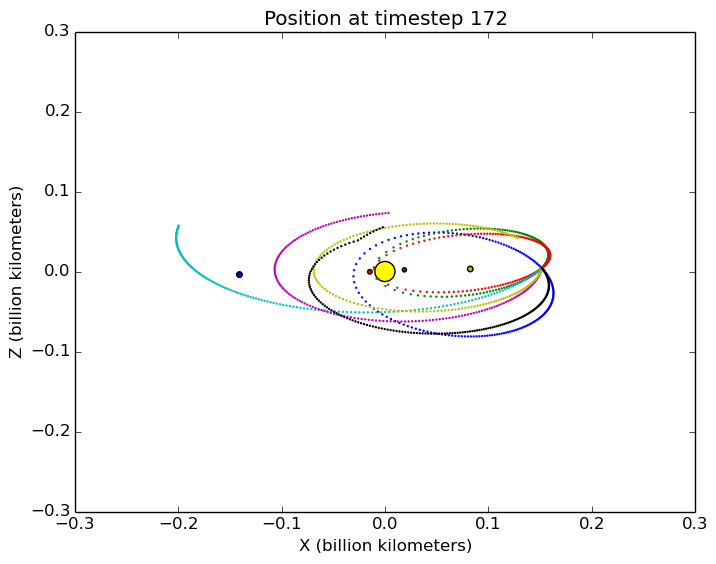 Position at timestep 172
0.3
0.2
0.1
0.0
−0.1
−0.2
−0.3
Z (billion kilometers)
−0.3 −0.2 −0.1 0.0 0.1 0.2 0.3
X (billion kilometers)